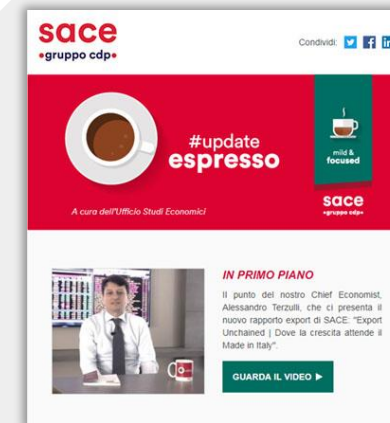 sace
•gruppo cdp•
Condividi:
#update
espresso
mild &
focused
sace
•gruppo cdp•
A cura dell'Ufficio Studi Economici
IN PRIMO PIANO
Il punto del nostro Chief Economist,
Alessandro Terzulli, che ci presenta il
nuovo rapporto export di SACE: "Export
Unchained | Dove la crescita attende il
Made in Italy".
GUARDA IL VIDEO ▶